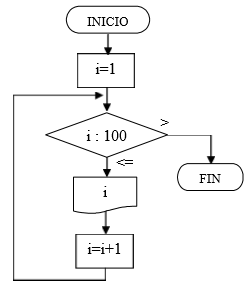 INICIO
i=1
i : 100
>
<=
i
FIN
i=i+1